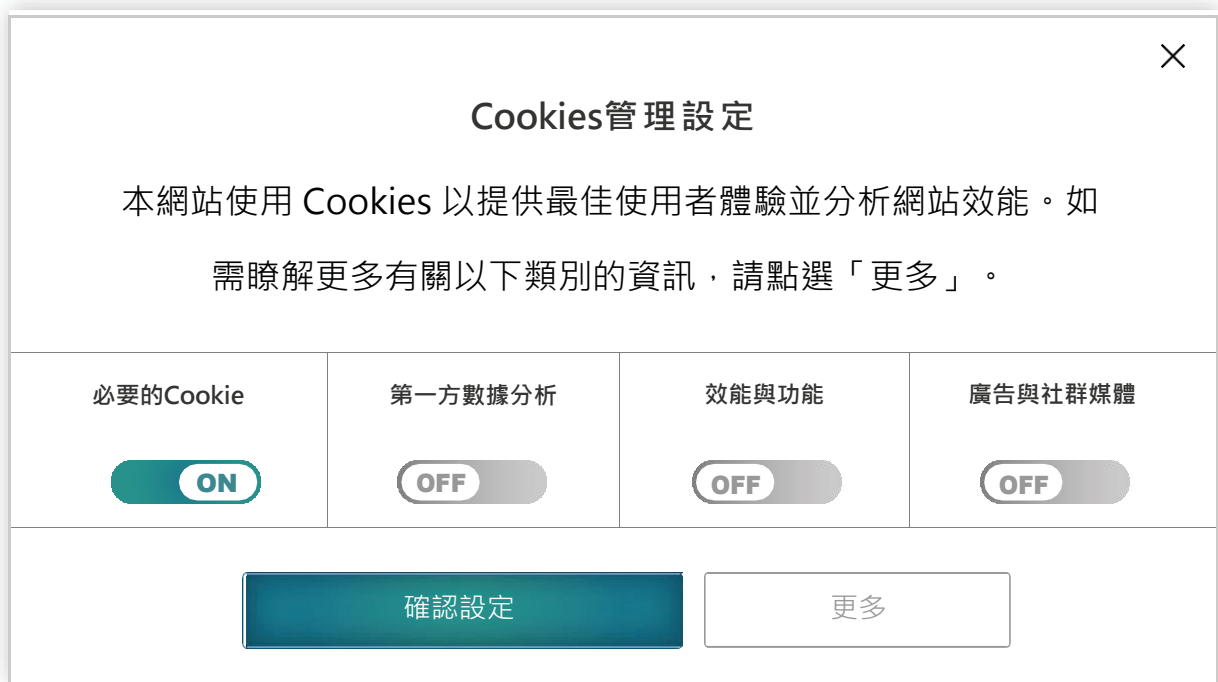 Cookies管理設定
本網站使用 Cookies 以提供最佳使用者體驗並分析網站效能。如
需瞭解更多有關以下類別的資訊，請點選「更多」。
必要的Cookie
第一方數據分析
效能與功能
廣告與社群媒體
ON
OFF
OFF
OFF
確認設定
更多